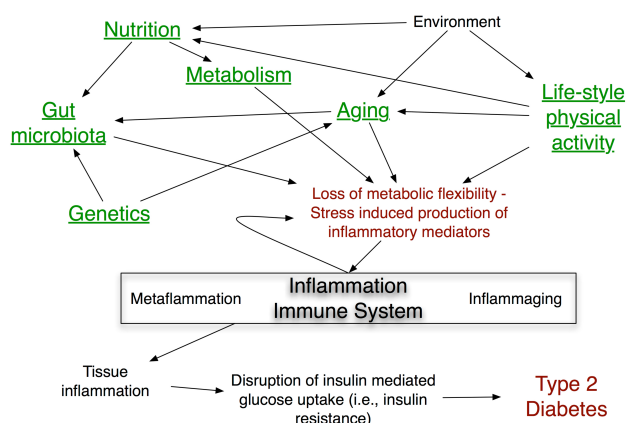 Environment
Nutrition
Metabolism
Life-style
physical
activity
Gut
microbiota
Aging
Genetics
Loss of metabolic flexibility -
Stress induced production of
inflammatory mediators
Metaflammation
Inflammation
Immune System
Inflammaging
Tissue
inflammation
Disruption of insulin mediated
glucose uptake (i.e., insulin
resistance)
Type 2
Diabetes